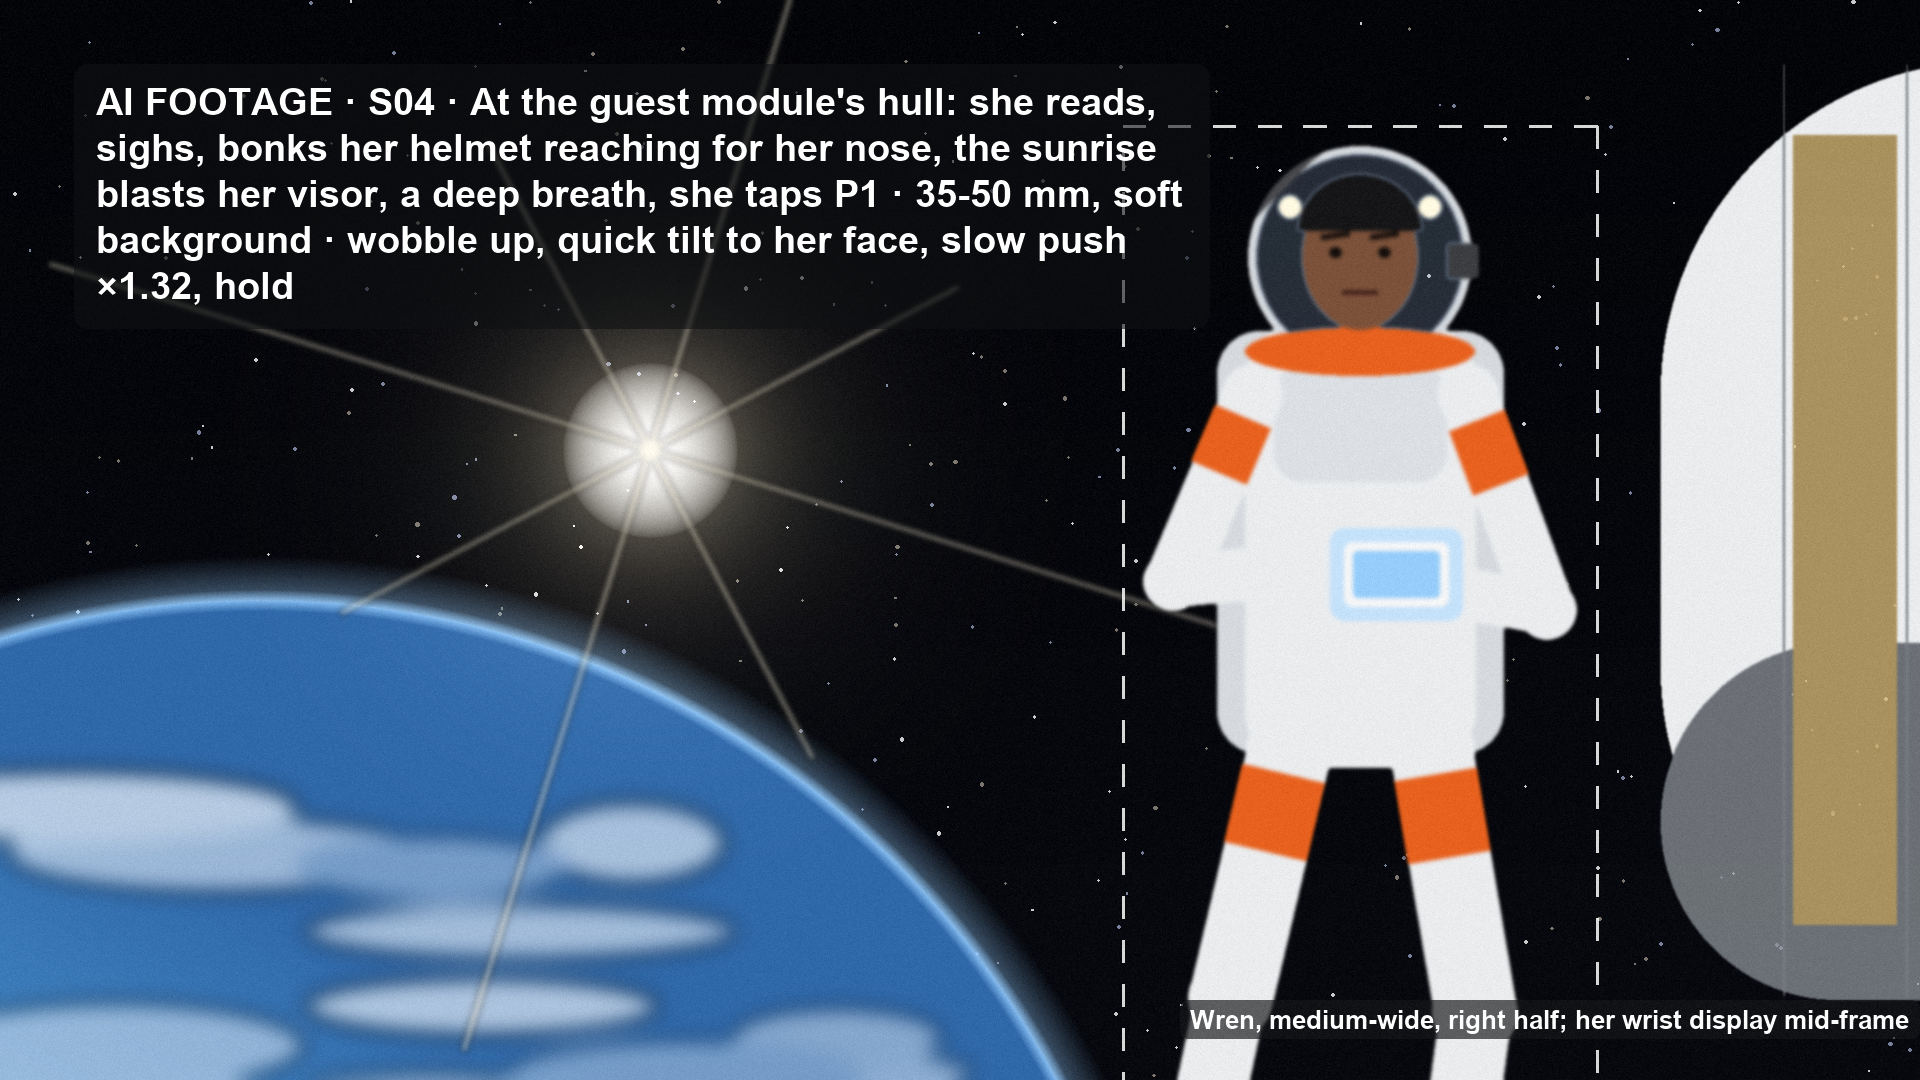 AI FOOTAGE · S04 · At the guest module's hull: she reads,
sighs, bonks her helmet reaching for her nose, the sunrise
blasts her visor, a deep breath, she taps P1 · 35-50 mm, soft
background · wobble up, quick tilt to her face, slow push
×1.32, hold
Wren, medium-wide, right half; her wrist display mid-frame